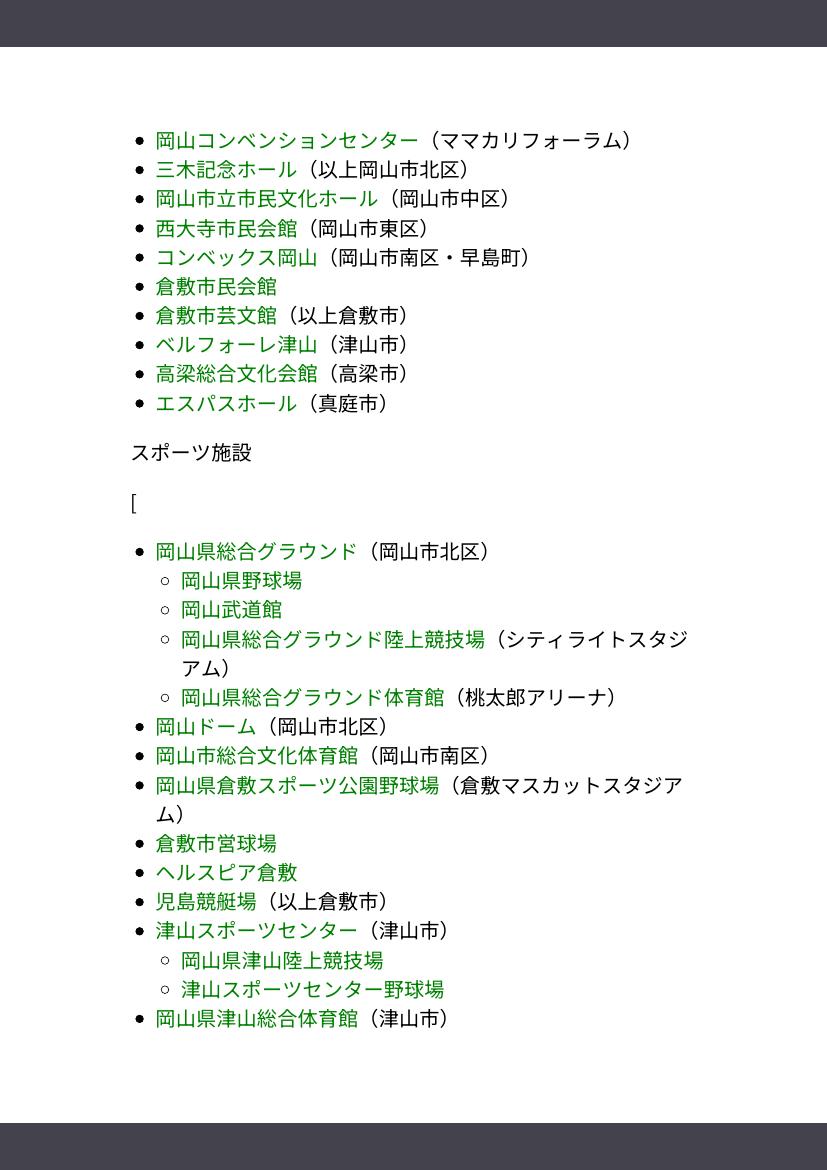 岡山コンベンションセンター（ママカリフォーラム）
三木記念ホール（以上岡山市北区）
岡山市立市民文化ホール（岡山市中区）
西大寺市民会館（岡山市東区）
コンベックス岡山（岡山市南区・早島町）
倉敷市民会館
倉敷市芸文館（以上倉敷市）
ベルフォーレ津山（津山市）
高梁総合文化会館（高梁市）
エスパスホール（真庭市）
スポーツ施設
[
岡山県総合グラウンド（岡山市北区）
岡山県野球場
岡山武道館
岡山県総合グラウンド陸上競技場（シティライトスタジ
アム）
岡山県総合グラウンド体育館（桃太郎アリーナ）
岡山ドーム（岡山市北区）
岡山市総合文化体育館（岡山市南区）
岡山県倉敷スポーツ公園野球場（倉敷マスカットスタジア
ム）
倉敷市営球場
ヘルスピア倉敷
児島競艇場（以上倉敷市）
津山スポーツセンター（津山市）
岡山県津山陸上競技場
津山スポーツセンター野球場
岡山県津山総合体育館（津山市）